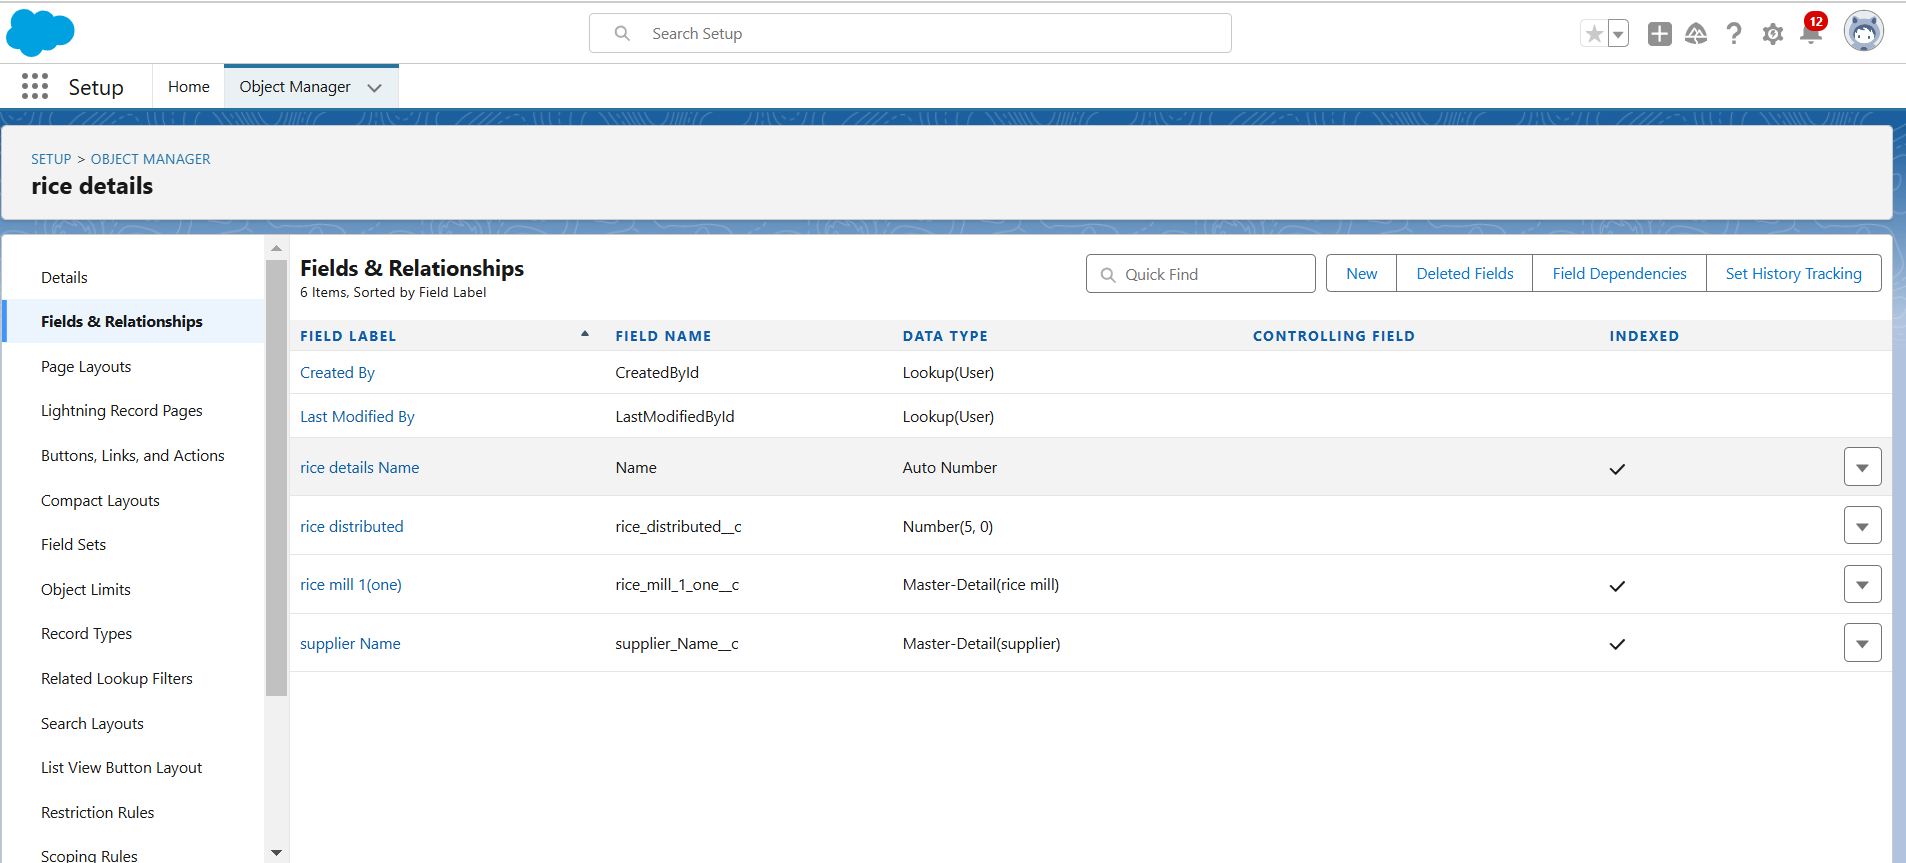 Search Setup
12
Setup
Home
Object Manager
SETUP > OBJECT MANAGER
rice details
Details
Fields & Relationships
Page Layouts
Lightning Record Pages
Buttons, Links, and Actions
Compact Layouts
Field Sets
Object Limits
Record Types
Related Lookup Filters
Search Layouts
List View Button Layout
Restriction Rules
Scoping Rules
Fields & Relationships
6 Items, Sorted by Field Label
Quick Find
New
Deleted Fields
Field Dependencies
Set History Tracking
FIELD LABEL FIELD NAME DATA TYPE CONTROLLING FIELD INDEXED
Created By CreatedById Lookup(User)
Last Modified By LastModifiedById Lookup(User)
rice details Name Name Auto Number
rice distributed rice_distributed__c Number(5, 0)
rice mill 1(one) rice_mill_1_one__c Master-Detail(rice mill)
supplier Name supplier_Name__c Master-Detail(supplier)